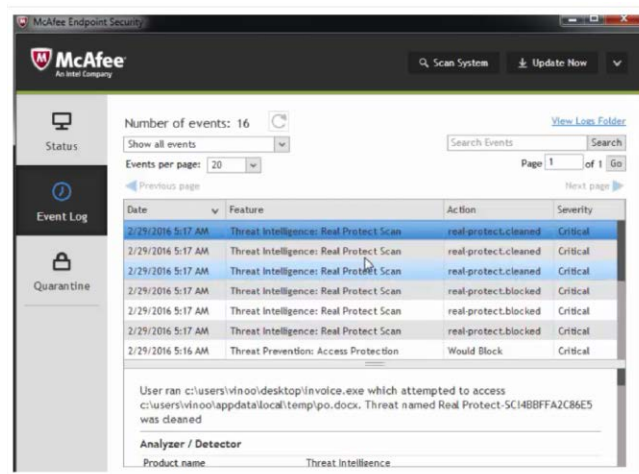 McAfee Endpoint Security
McAfee
An Intel Company
Scan System
Update Now
Status
Event Log
Quarantine
Number of events: 16
View Logs Folder
Show all events
Search Events
Search
Events per page: 20
Page 1 of 1 Go
Previous page
Next page
Date Feature Action Severity
2/29/2016 5:17 AM Threat Intelligence: Real Protect Scan real-protect.cleaned Critical
2/29/2016 5:17 AM Threat Intelligence: Real Protect Scan real-protect.cleaned Critical
2/29/2016 5:17 AM Threat Intelligence: Real Protect Scan real-protect.cleaned Critical
2/29/2016 5:17 AM Threat Intelligence: Real Protect Scan real-protect.blocked Critical
2/29/2016 5:17 AM Threat Intelligence: Real Protect Scan real-protect.blocked Critical
2/29/2016 5:17 AM Threat Intelligence: Real Protect Scan real-protect.blocked Critical
2/29/2016 5:16 AM Threat Prevention: Access Protection Would Block Critical
User ran c:\users\vinoo\desktop\invoice.exe which attempted to access
c:\users\vinoo\appdata\local\temp\po.docx. Threat named Real Protect-SCI4BBFFA2C86E5
was cleaned
Analyzer / Detector
Product name Threat Intelligence